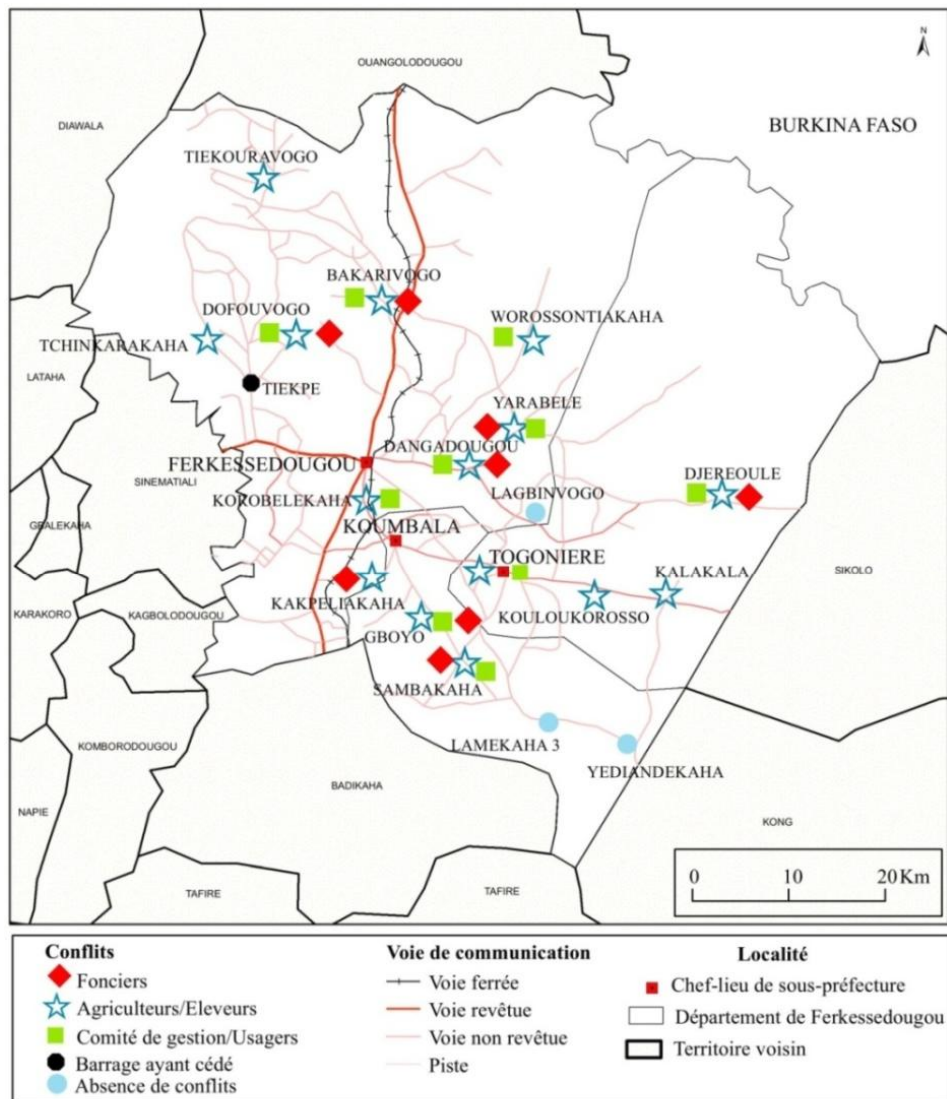 N
OUANGOLODOUGOU
DIAWALA
BURKINA FASO
TIEKOURAVOGO
BAKARIVOGO
DOFOUVOGO
WOROSSONTIAKAHA
TCHINKARAKAHA
LATAHA
TIEKPE
YARABELE
DANGADOUGOU
FERKESSEDOUGOU
DJEREOULE
SINEMATIALI
LAGBINVOGO
KOROBELEKAHA
GBALEKAHA
KOUMBALA
TOGONIERE
KALAKALA
SIKOLO
KARAKORO
KAGBOLODOUGOU
KAKPELIAKAHA
KOULOUKOROSSO
GBOYO
SAMBAKAHA
KOMBORODOUGOU
LAMEKAHA 3
YEDIANDEKAHA
BADIKAHA
NAPIE
KONG
TAFIRE
TAFIRE
0 10 20 Km
Conflits
Fonciers
Agriculteurs/Eleveurs
Comité de gestion/Usagers
Barrage ayant cédé
Absence de conflits
Voie de communication
Voie ferrée
Voie revêtue
Voie non revêtue
Piste
Localité
Chef-lieu de sous-préfecture
Département de Ferkessedougou
Territoire voisin